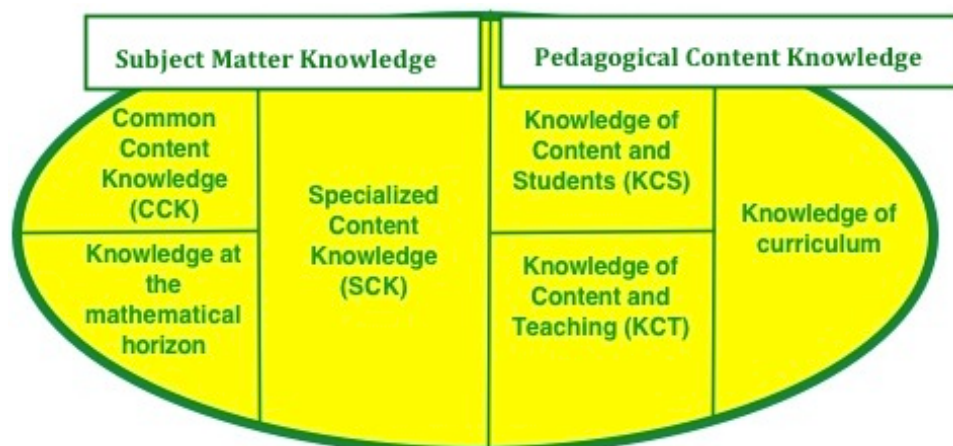 Subject Matter Knowledge
Pedagogical Content Knowledge
Common
Content
Knowledge
(CCK)
Knowledge at
the
mathematical
horizon
Specialized
Content
Knowledge
(SCK)
Knowledge of
Content and
Students (KCS)
Knowledge of
Content and
Teaching (KCT)
Knowledge of
curriculum